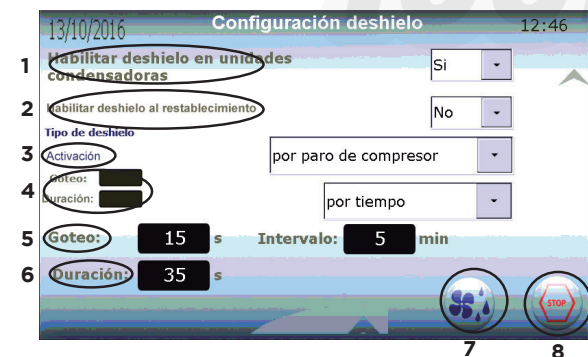 13/10/2016 Configuración deshielo 12:46
1 Habilitar deshielo en unidades condensadoras Si
2 Habilitar deshielo al restablecimiento No
Tipo de deshielo
3 Activación por paro de compresor
4 Goteo:
Duración: por tiempo
5 Goteo: 15 s Intervalo: 5 min
6 Duración: 35 s
STOP
7 8